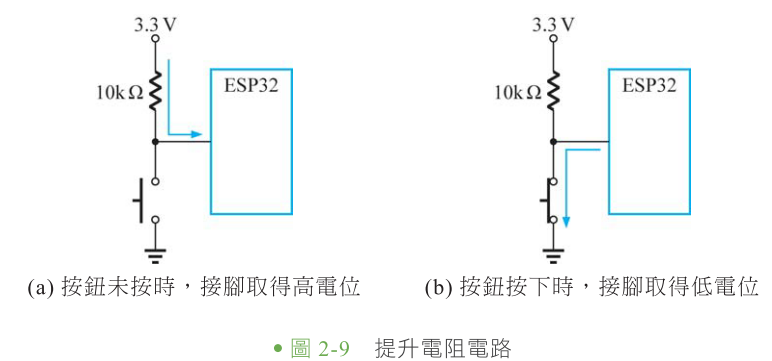 3.3 V
10kΩ
ESP32
(a) 按鈕未按時，接腳取得高電位
3.3 V
10kΩ
ESP32
(b) 按鈕按下時，接腳取得低電位
圖 2-9 提升電阻電路